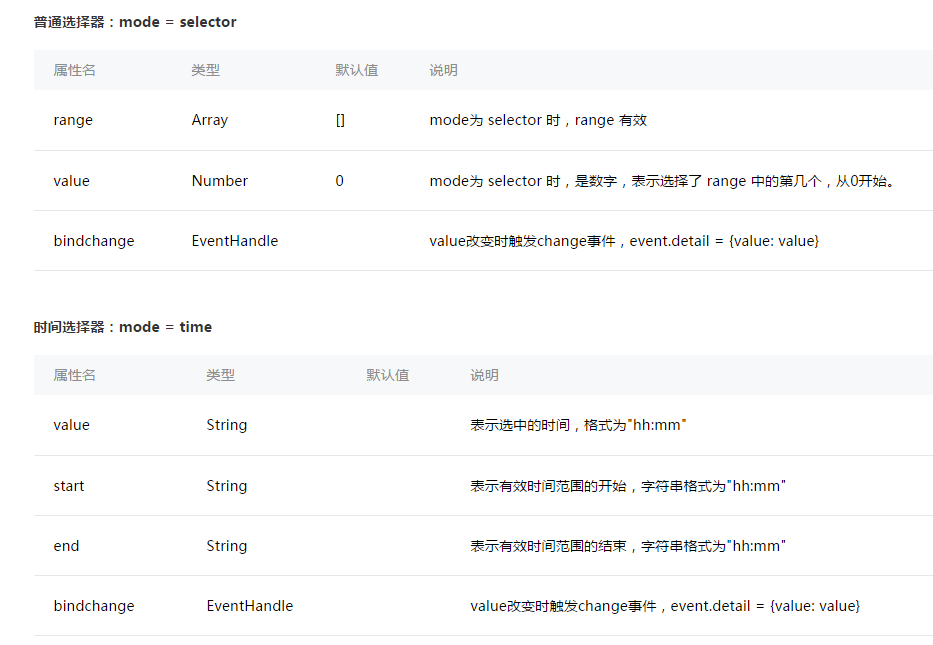 普通选择器：mode = selector
属性名 类型 默认值 说明
range Array [] mode为 selector 时，range 有效
value Number 0 mode为 selector 时，是数字，表示选择了 range 中的第几个，从0开始。
bindchange EventHandle value改变时触发change事件，event.detail = {value: value}
时间选择器：mode = time
属性名 类型 默认值 说明
value String 表示选中的时间，格式为"hh:mm"
start String 表示有效时间范围的开始，字符串格式为"hh:mm"
end String 表示有效时间范围的结束，字符串格式为"hh:mm"
bindchange EventHandle value改变时触发change事件，event.detail = {value: value}